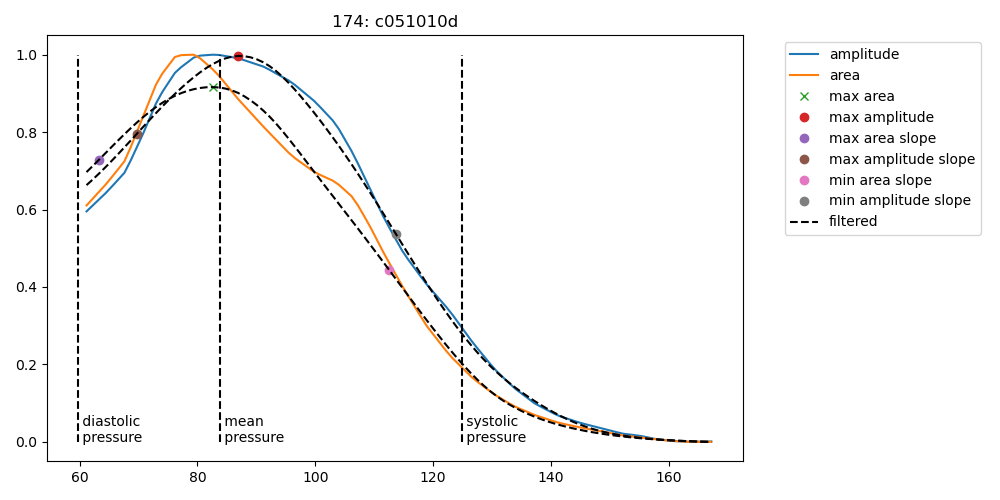 174: c051010d
1.0
0.8
0.6
0.4
0.2
0.0
diastolic
pressure
mean
pressure
systolic
pressure
60
80
100
120
140
160
amplitude
area
max area
max amplitude
max area slope
max amplitude slope
min area slope
min amplitude slope
filtered